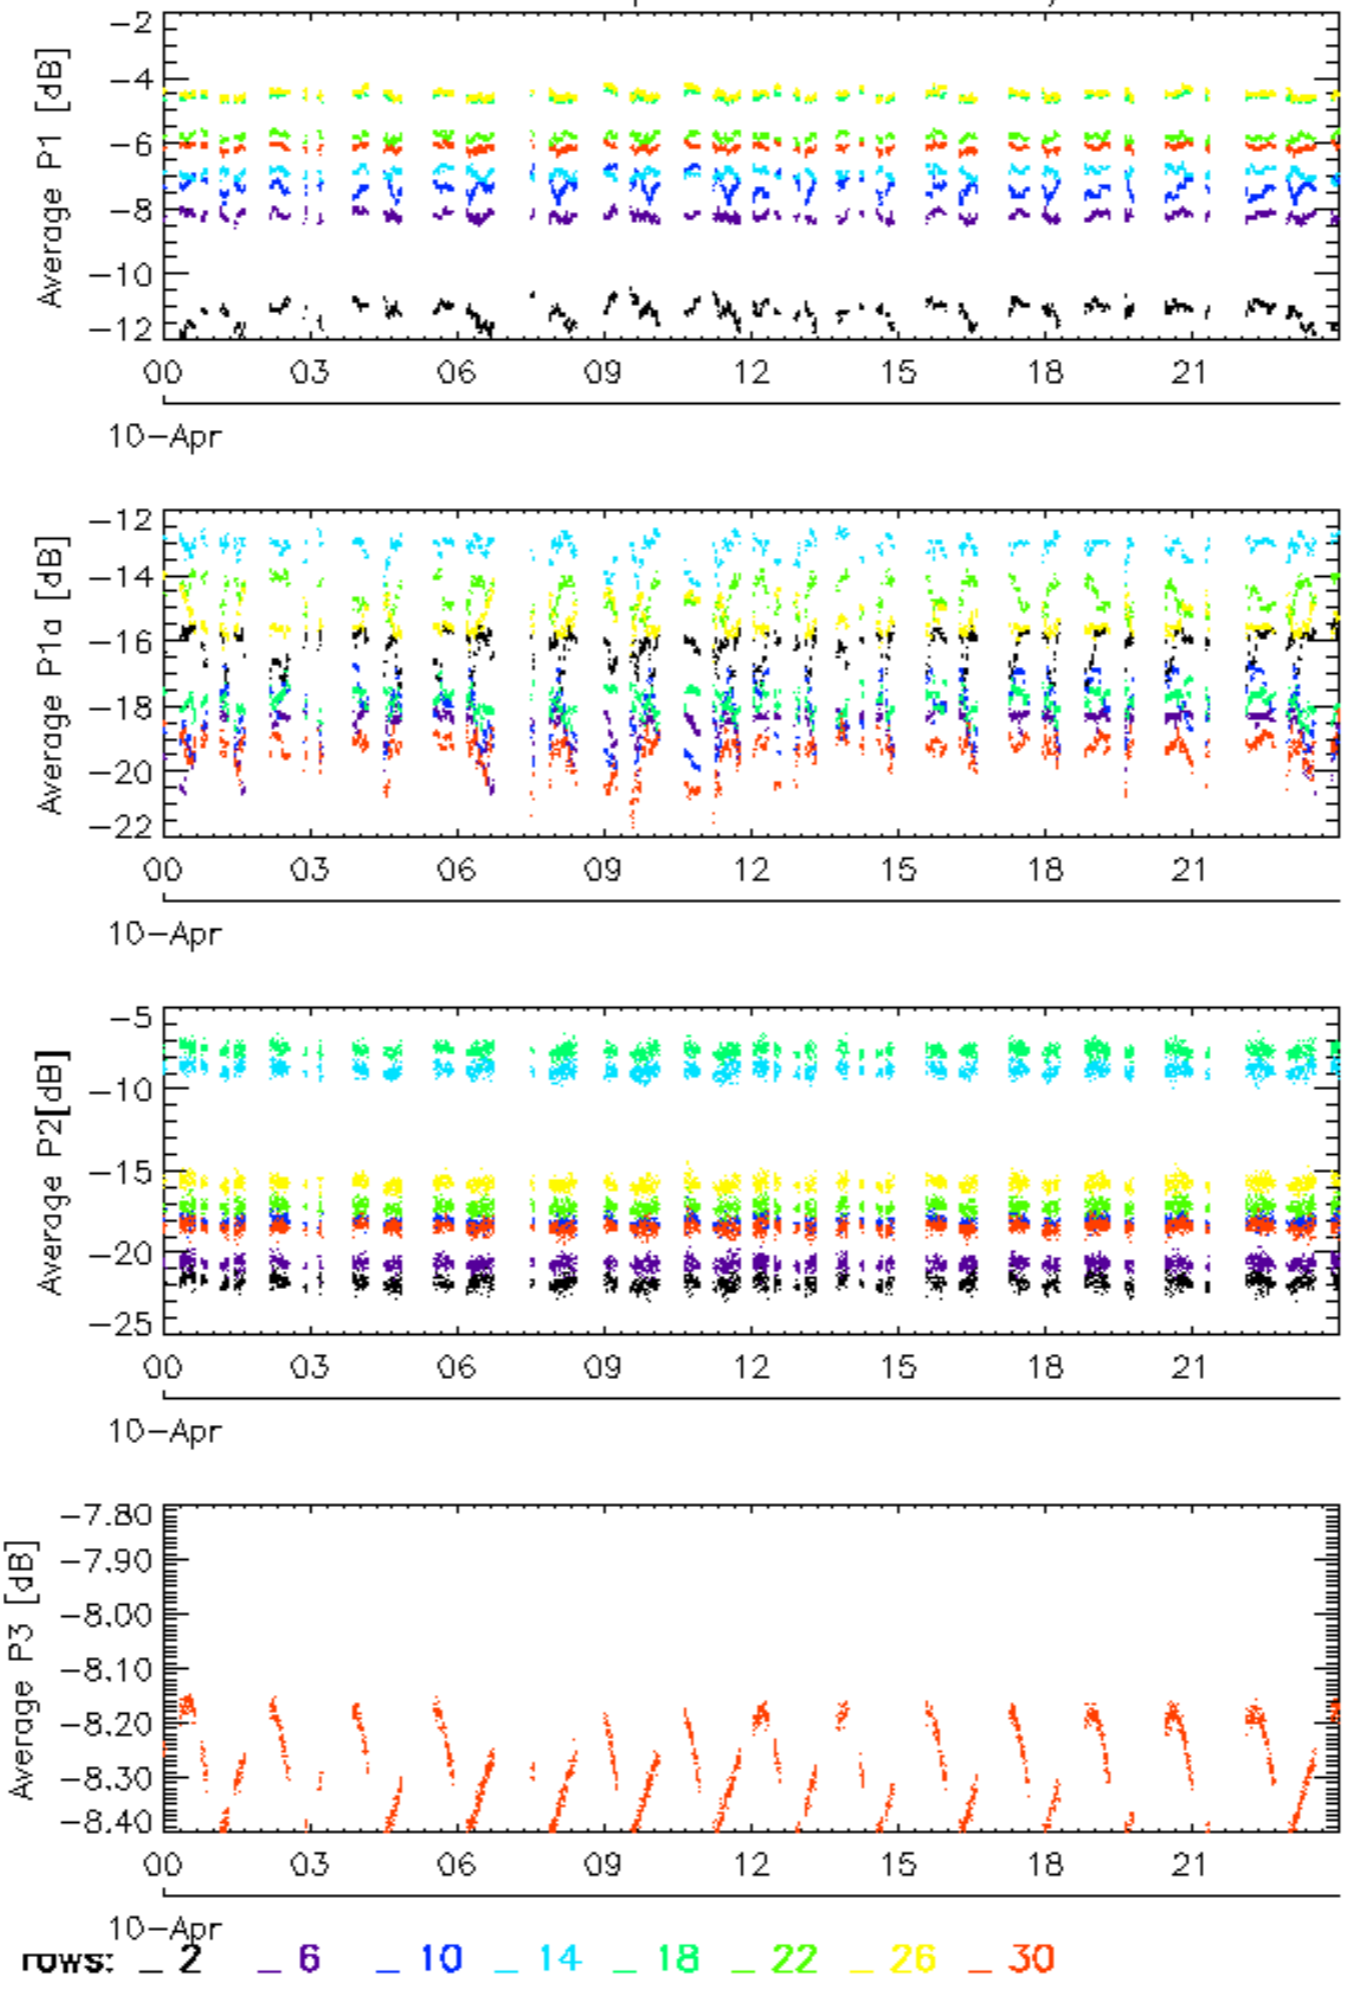 Average P1 [dB]
−2
−4
−6
−8
−10
−12
00 03 06 09 12 15 18 21
10−Apr
Average P1a [dB]
−12
−14
−16
−18
−20
−22
00 03 06 09 12 15 18 21
10−Apr
Average P2[dB]
−5
−10
−15
−20
−25
00 03 06 09 12 15 18 21
10−Apr
Average P3 [dB]
−7.80
−7.90
−8.00
−8.10
−8.20
−8.30
−8.40
00 03 06 09 12 15 18 21
10−Apr
rows: _ 2 _ 6 _ 10 _ 14 _ 18 _ 22 _ 26 _ 30